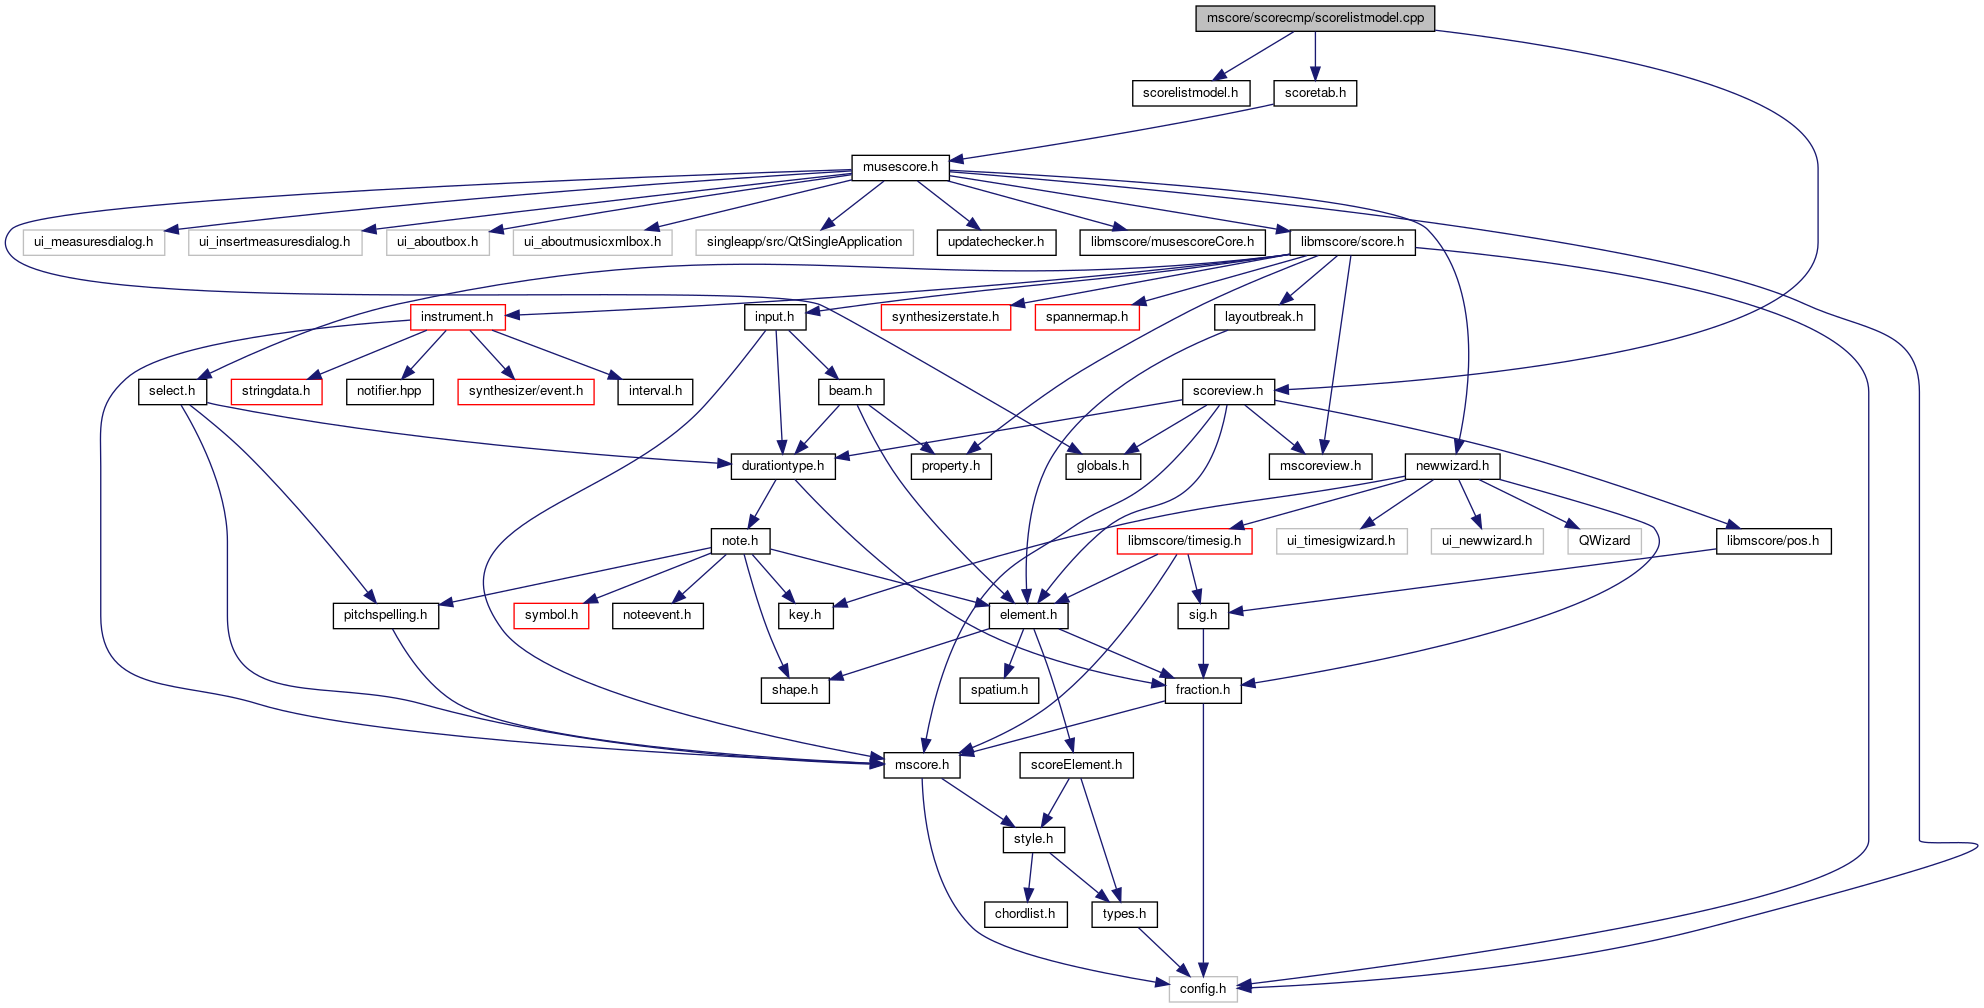 mscore/scorecmp/scorelistmodel.cpp
scorelistmodel.h
scoretab.h
musescore.h
ui_measuresdialog.h
ui_insertmeasuresdialog.h
ui_aboutbox.h
ui_aboutmusicxmlbox.h
singleapp/src/QtSingleApplication
updatechecker.h
libmscore/musescoreCore.h
libmscore/score.h
instrument.h
input.h
synthesizerstate.h
spannermap.h
layoutbreak.h
select.h
stringdata.h
notifier.hpp
synthesizer/event.h
interval.h
beam.h
scoreview.h
durationtype.h
property.h
globals.h
mscoreview.h
newwizard.h
note.h
libmscore/timesig.h
ui_timesigwizard.h
ui_newwizard.h
QWizard
libmscore/pos.h
pitchspelling.h
symbol.h
noteevent.h
key.h
element.h
sig.h
shape.h
spatium.h
fraction.h
mscore.h
scoreElement.h
style.h
chordlist.h
types.h
config.h